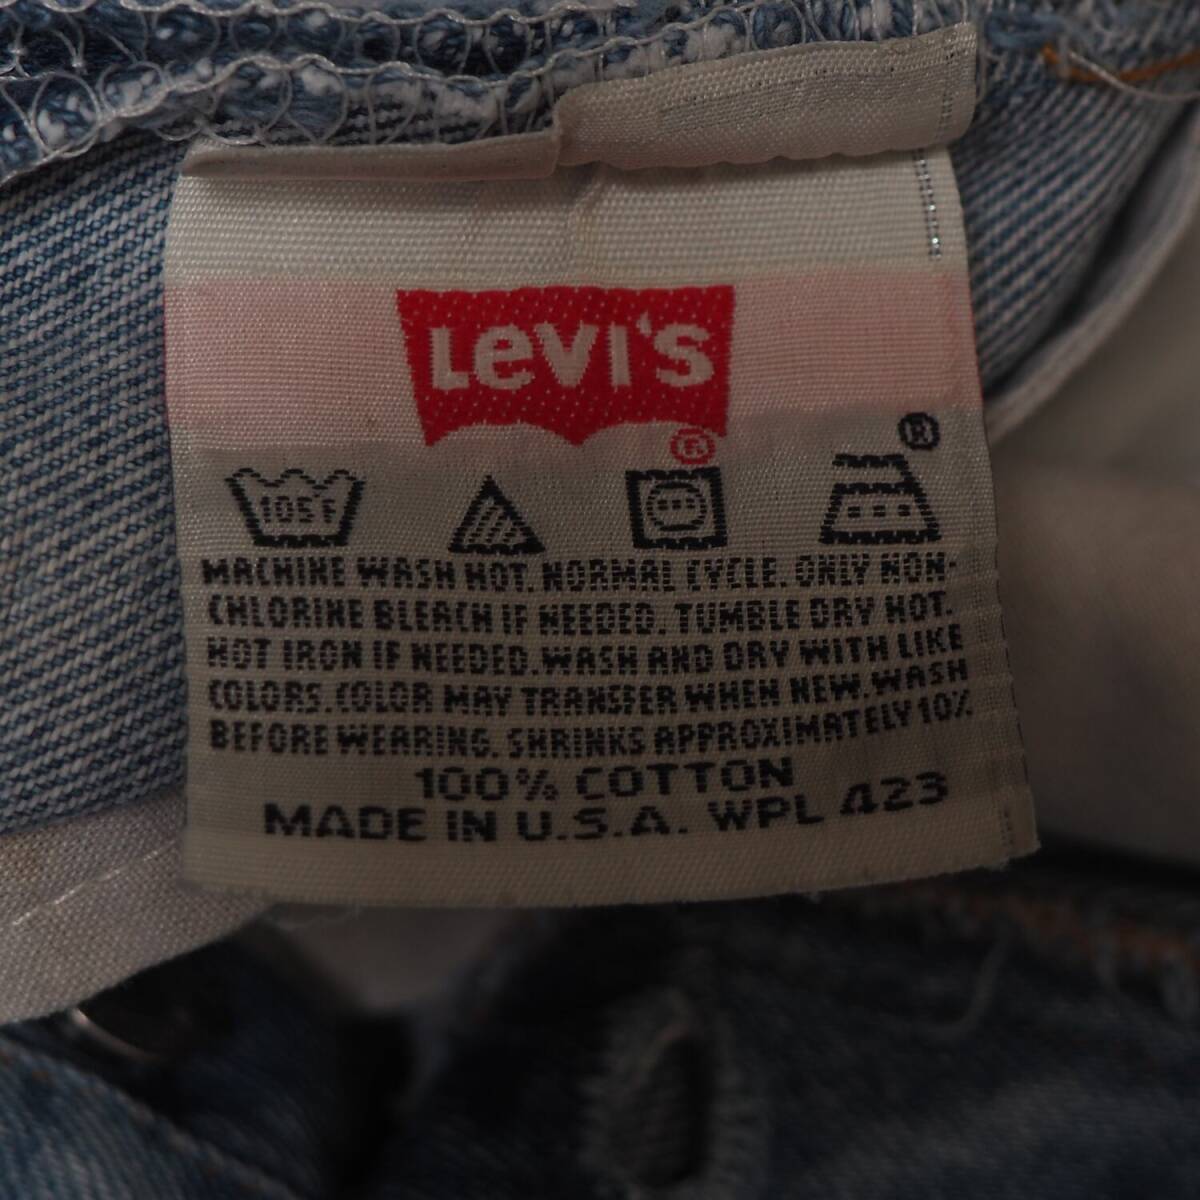 LEVI'S
®
®
105°F
MACHINE WASH HOT. NORMAL CYCLE. ONLY NON-
CHLORINE BLEACH IF NEEDED. TUMBLE DRY HOT.
HOT IRON IF NEEDED. WASH AND DRY WITH LIKE
COLORS. COLOR MAY TRANSFER WHEN NEW. WASH
BEFORE WEARING. SHRINKS APPROXIMATELY 10%
100% COTTON
MADE IN U.S.A. WPL 423